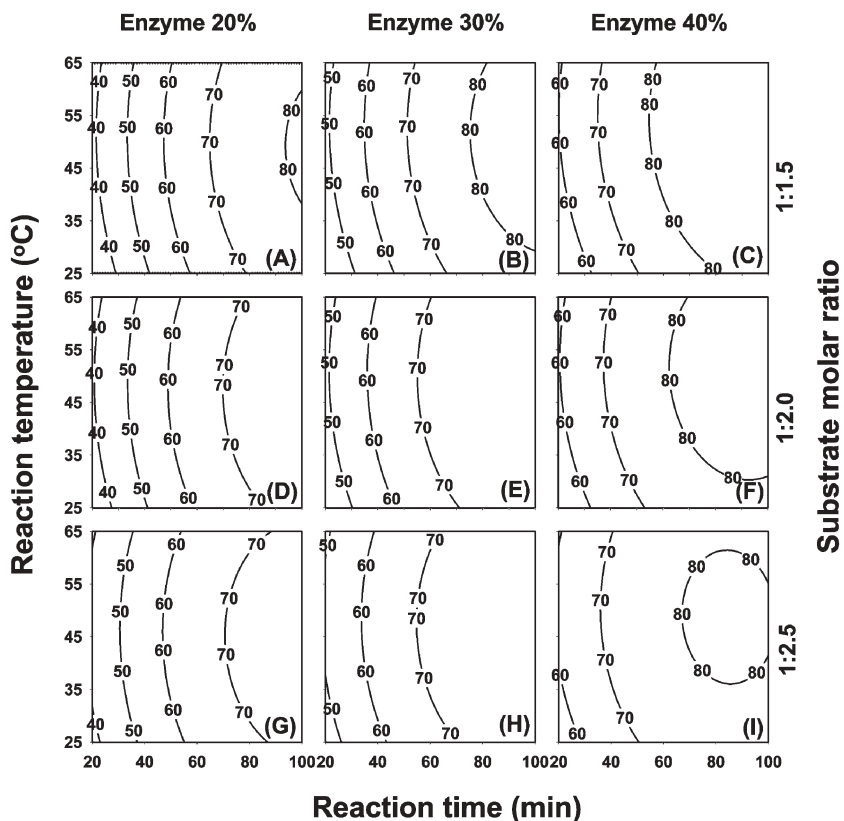 Enzyme 20% Enzyme 30% Enzyme 40%
65 40 50 60 70 80 50 60 70 80 60 70 80
55 40 50 60 70 80 50 60 70 80 60 70 80
45 40 50 60 70 50 60 70 80 60 70 80
35 40 50 60 70 50 60 70 80 60 70 80
25 (A) (B) (C)
1:1.5
65 40 50 60 70 50 60 70 60 70 80
55 40 50 60 70 70 50 60 70 60 70 80
45 40 50 60 70 50 60 70 60 70 80
35 40 50 60 70 50 60 70 60 70 80
25 (D) (E) (F)
1:2.0
65 50 60 70 50 60 70 70 80 80
55 50 60 70 60 70 70 70 80
45 50 60 70 60 70 60 70 80 80
35 40 50 60 70 50 60 70 60 70
25 (G) (H) (I)
1:2.5
20 40 60 80 100 20 40 60 80 100 20 40 60 80 100
Reaction temperature (ºC)
Substrate molar ratio
Reaction time (min)